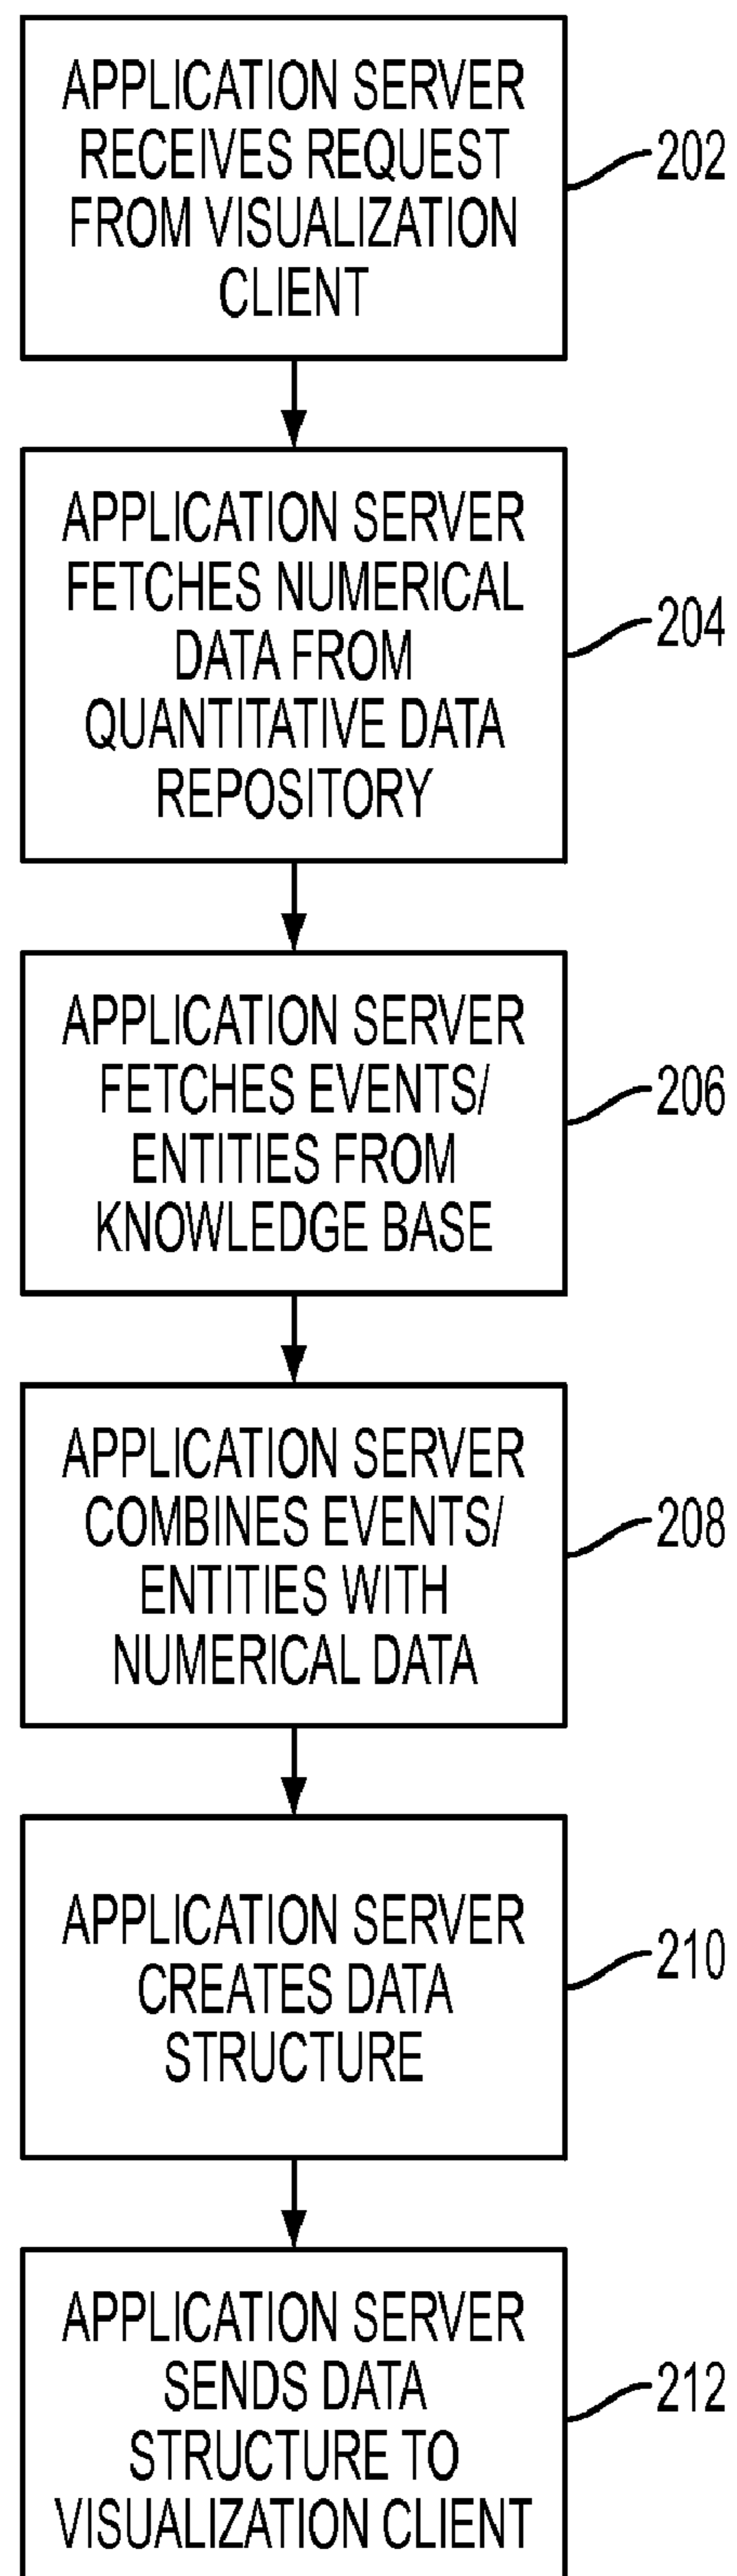 APPLICATION SERVER
RECEIVES REQUEST
FROM VISUALIZATION
CLIENT
202
APPLICATION SERVER
FETCHES NUMERICAL
DATA FROM
QUANTITATIVE DATA
REPOSITORY
204
APPLICATION SERVER
FETCHES EVENTS/
ENTITIES FROM
KNOWLEDGE BASE
206
APPLICATION SERVER
COMBINES EVENTS/
ENTITIES WITH
NUMERICAL DATA
208
APPLICATION SERVER
CREATES DATA
STRUCTURE
210
APPLICATION SERVER
SENDS DATA
STRUCTURE TO
VISUALIZATION CLIENT
212